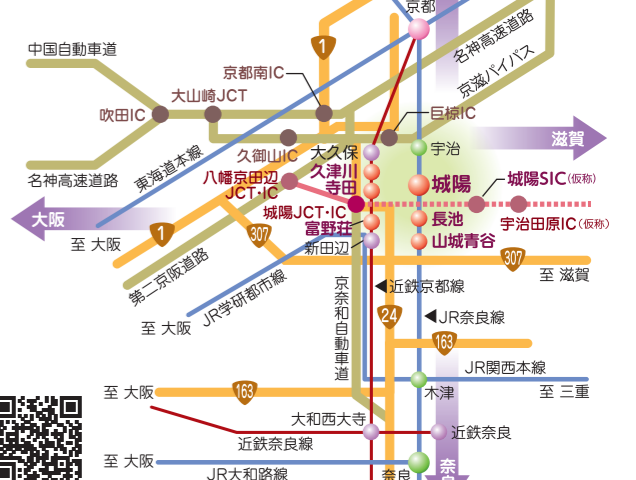 京都
名神高速道路
中国自動車道
1
京滋バイパス
京都南IC
大山崎JCT
吹田IC
巨椋IC
滋賀
久御山IC
大久保
宇治
東海道本線
名神高速道路
八幡京田辺
JCT・IC
久津川
寺田
城陽
城陽SIC(仮称)
城陽JCT・IC
大阪
至 大阪
1
307
富野荘
長池
宇治田原IC(仮称)
新田辺
山城青谷
307
至 滋賀
第二京阪道路
JR学研都市線
至 大阪
京奈和自動車道
近鉄京都線
24
JR奈良線
163
JR関西本線
至 大阪
163
木津
至 三重
大和西大寺
近鉄奈良線
近鉄奈良
至 大阪
奈良
JR大和路線
奈良